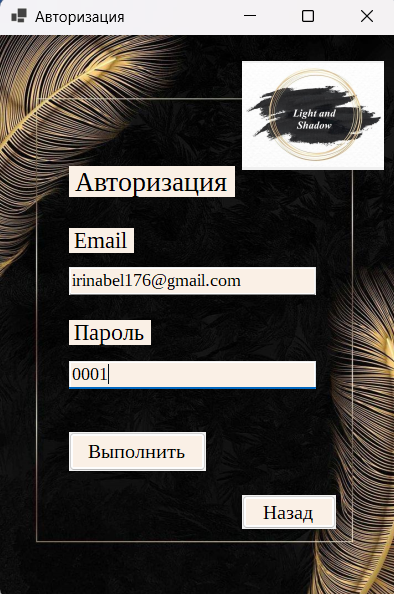 Авторизация
Light and
Shadow
Авторизация
Email
irinabel176@gmail.com
Пароль
0001
Выполнить
Назад